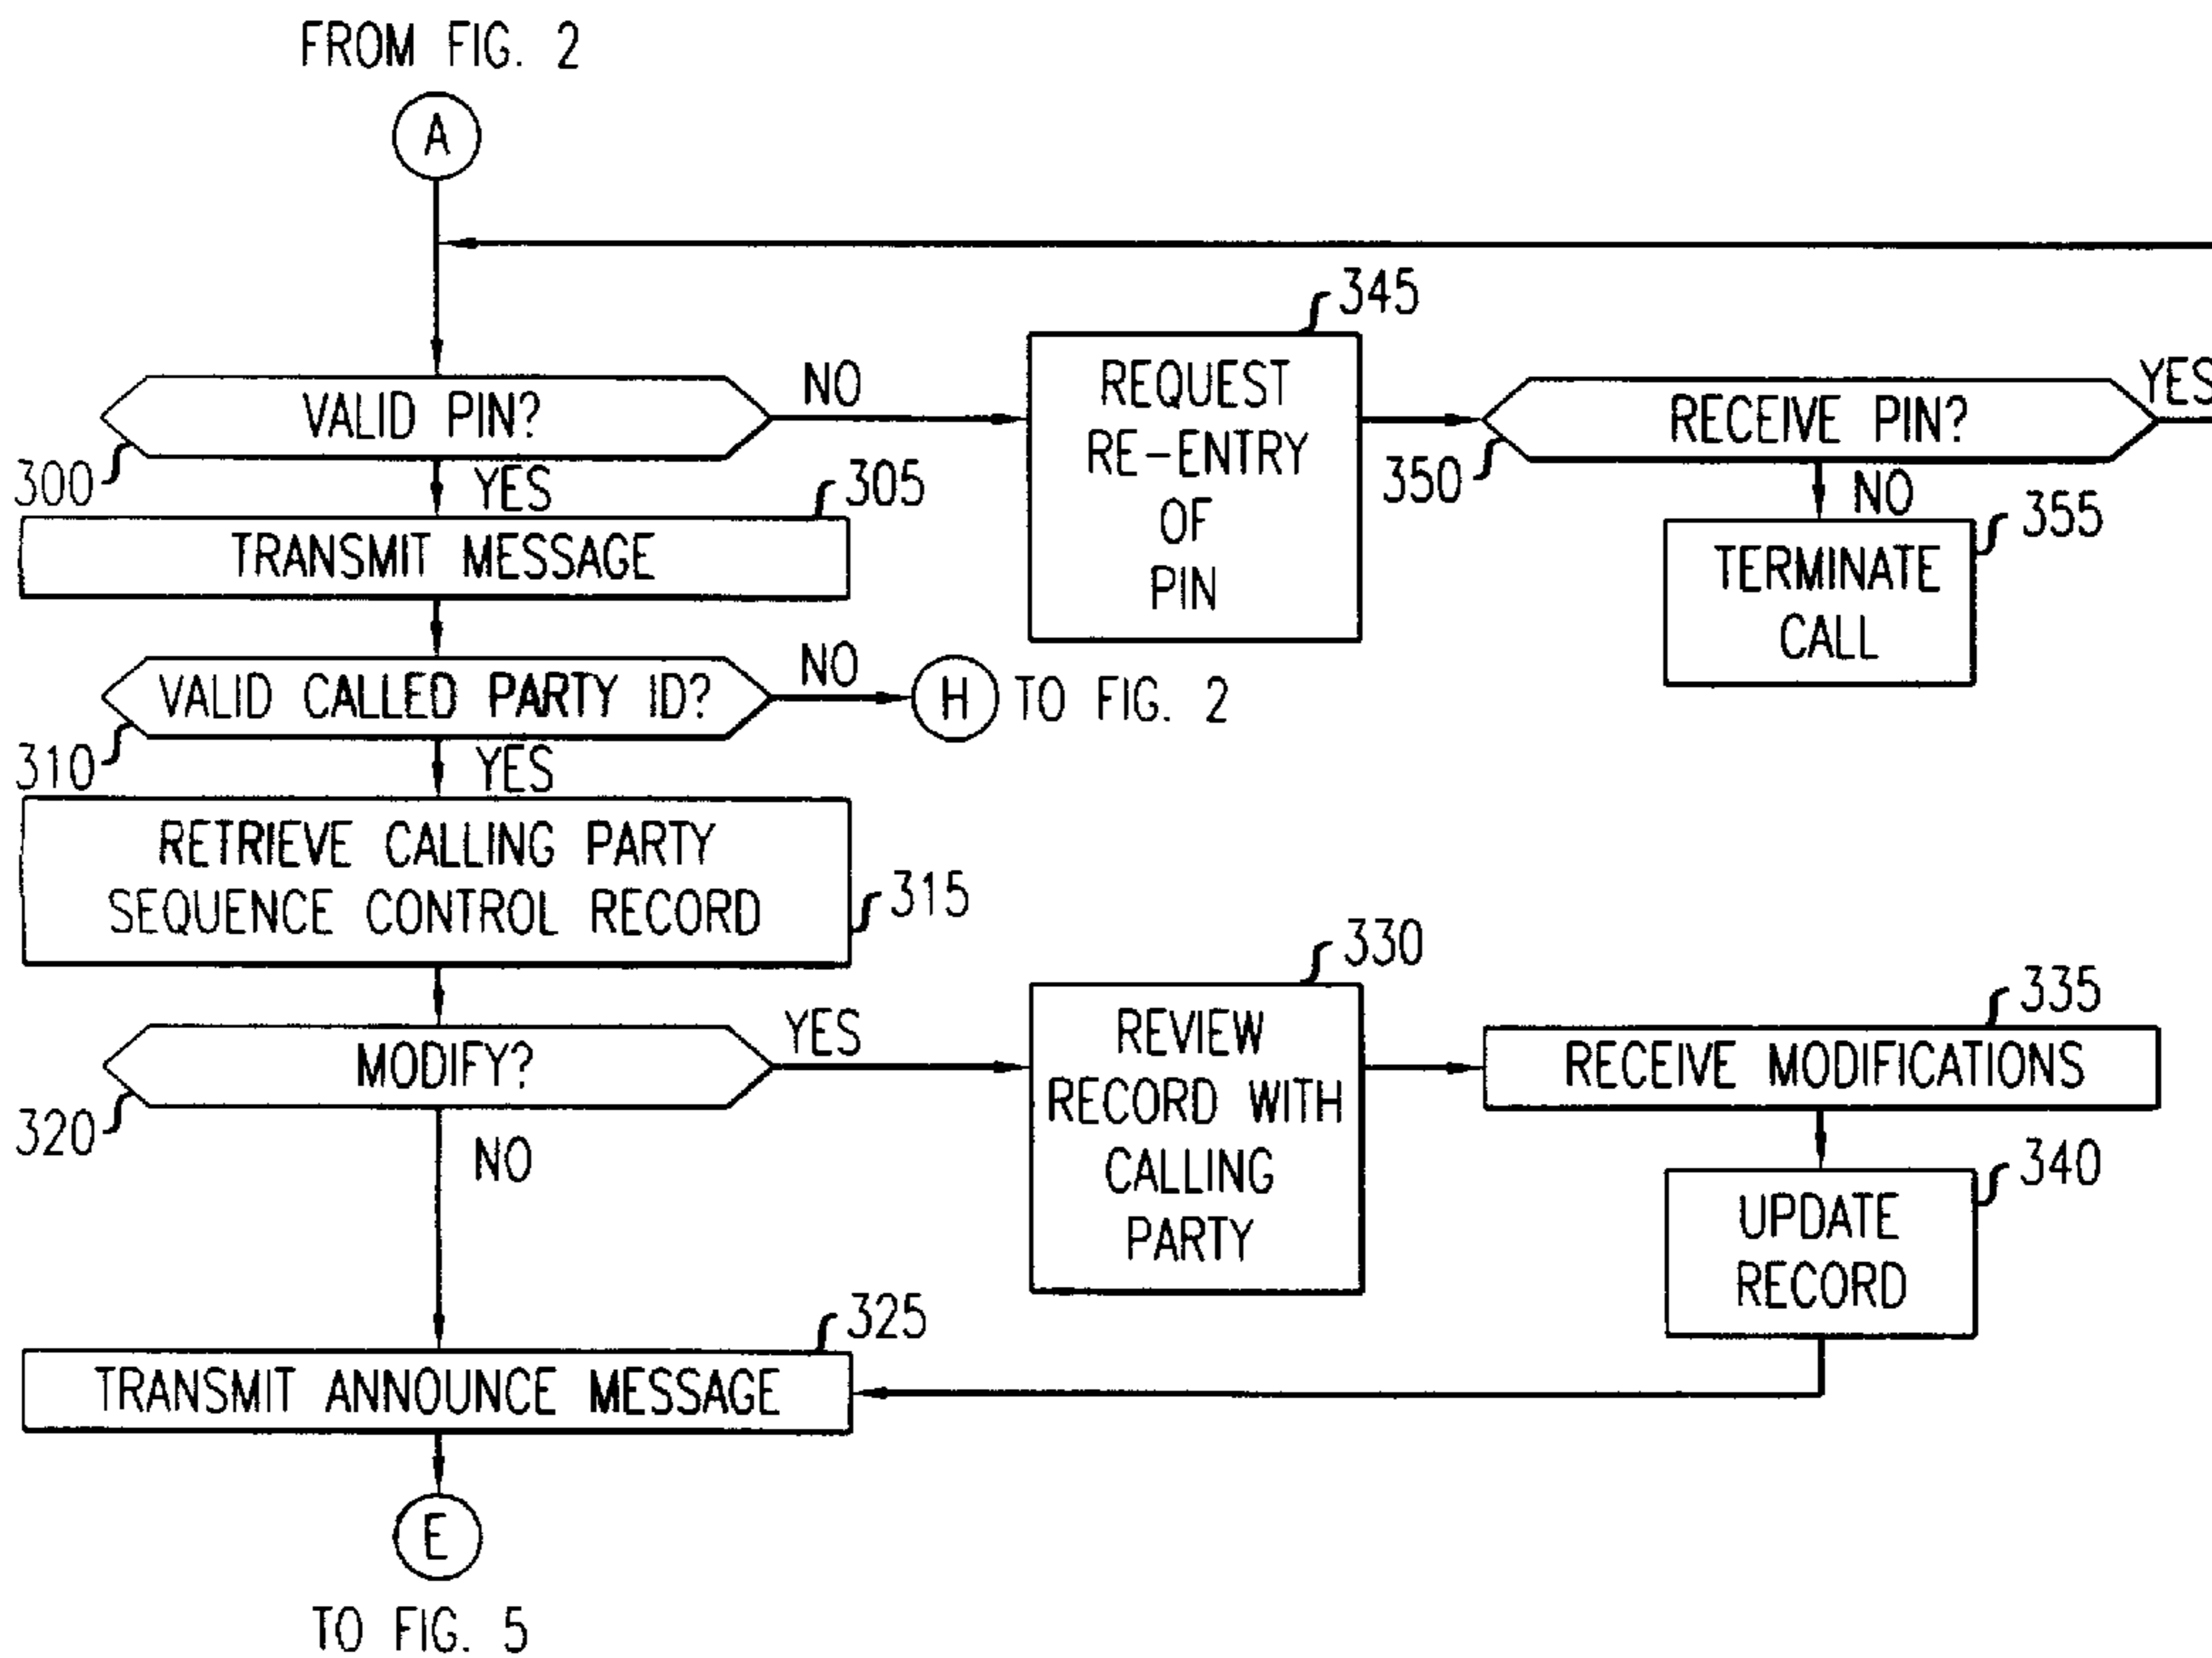 FROM FIG. 2
A
VALID PIN?
300
NO
YES
345
REQUEST
RE-ENTRY
OF
PIN
RECEIVE PIN?
350
YES
NO
355
TERMINATE
CALL
305
TRANSMIT MESSAGE
VALID CALLED PARTY ID?
310
NO
H
TO FIG. 2
YES
RETRIEVE CALLING PARTY
SEQUENCE CONTROL RECORD
315
MODIFY?
320
YES
NO
330
REVIEW
RECORD WITH
CALLING
PARTY
335
RECEIVE MODIFICATIONS
340
UPDATE
RECORD
325
TRANSMIT ANNOUNCE MESSAGE
E
TO FIG. 5